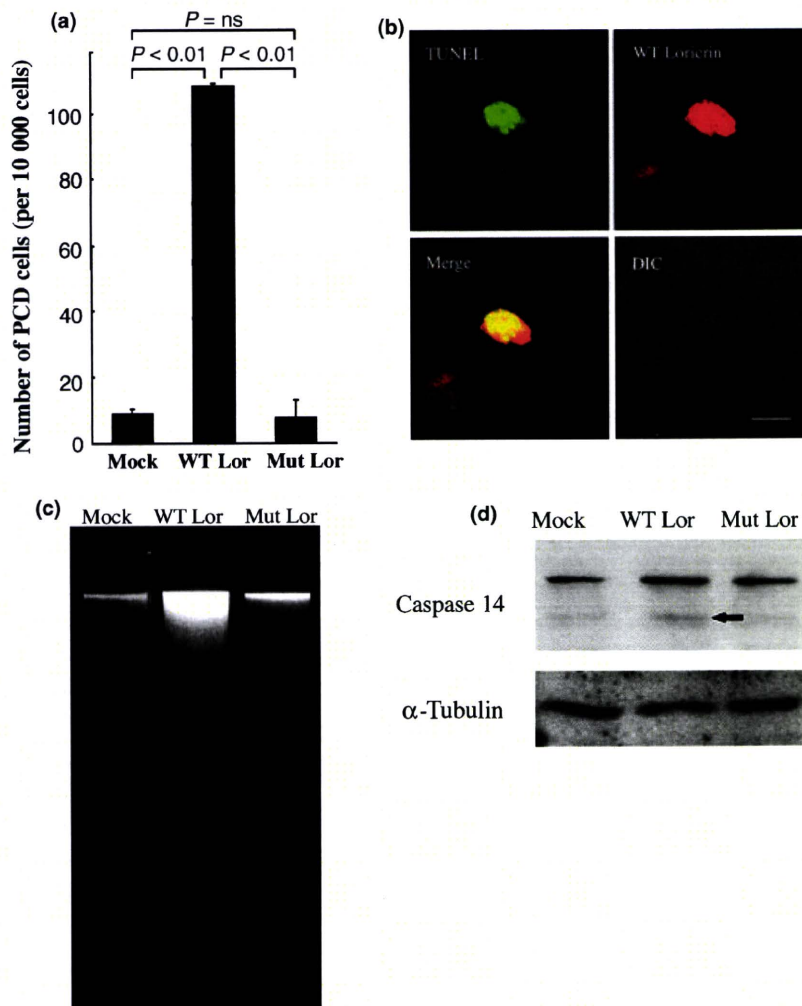 (a)
P = ns
P < 0.01 P < 0.01
Number of PCD cells (per 10 000 cells)
100
80
60
40
20
0
Mock WT Lor Mut Lor
(b)
TUNEL
WT Loricrin
Merge
DIC
(c)
Mock WT Lor Mut Lor
(d)
Mock WT Lor Mut Lor
Caspase 14
α-Tubulin